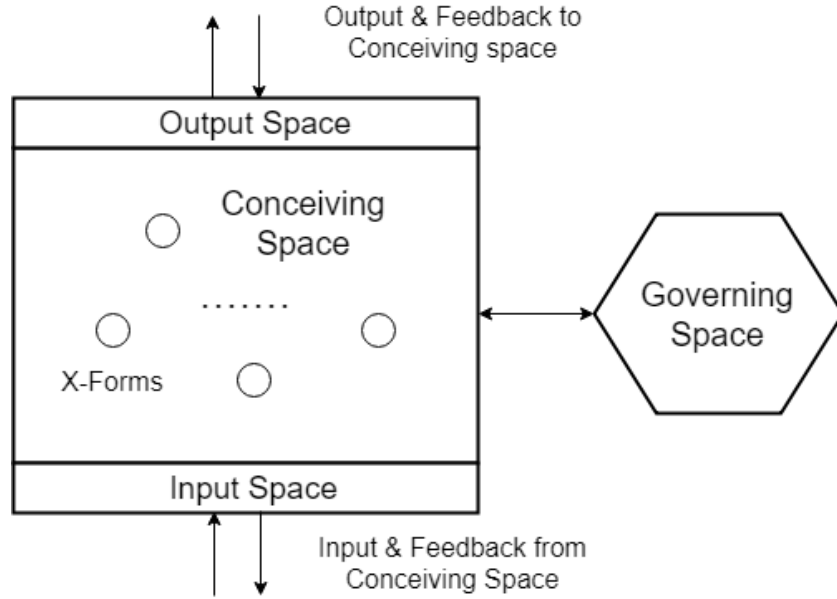 Output & Feedback to
Conceiving space
Output Space
Conceiving
Space
.......
Governing
Space
X-Forms
Input Space
Input & Feedback from
Conceiving Space